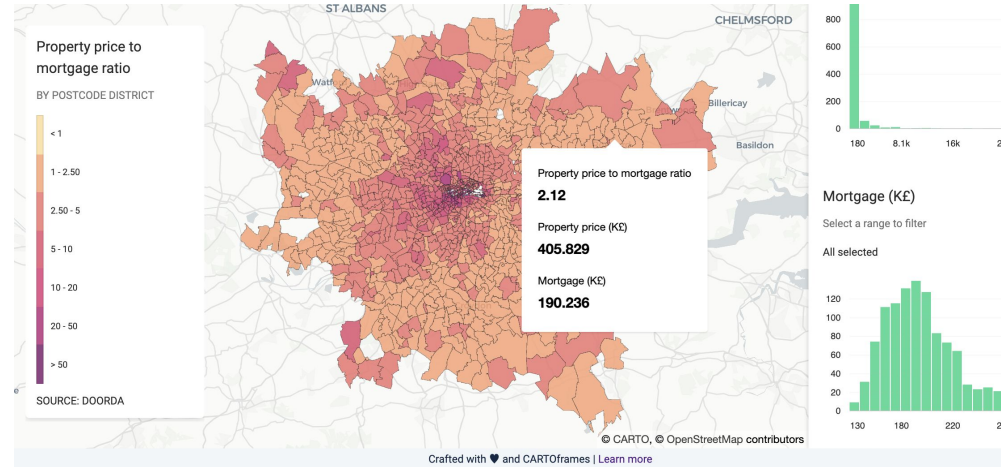 ST ALBANS
CHELMSFORD
Property price to
mortgage ratio
BY POSTCODE DISTRICT
< 1
1 - 2.50
2.50 - 5
5 - 10
10 - 20
20 - 50
> 50
SOURCE: DOORDA
Billericay
Basildon
Property price to mortgage ratio
2.12
Property price (K£)
405.829
Mortgage (K£)
190.236
© CARTO, © OpenStreetMap contributors
800
600
400
200
0
180 8.1k 16k
Mortgage (K£)
Select a range to filter
All selected
120
100
80
60
40
20
0
130 180 220
Crafted with ♥ and CARTOframes | Learn more